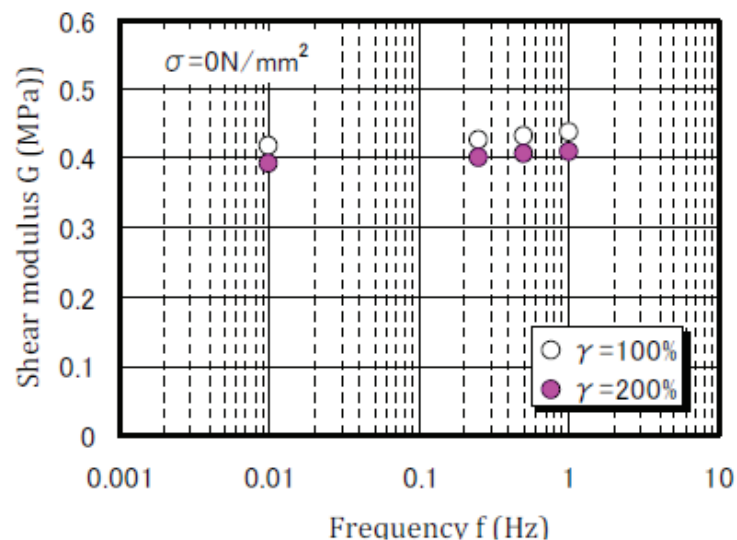 0.6
σ=0N/mm²
0.5
0.4
0.3
0.2
0.1
0
Shear modulus G (MPa))
γ=100%
γ=200%
0.001 0.01 0.1 1 10
Frequency f (Hz)